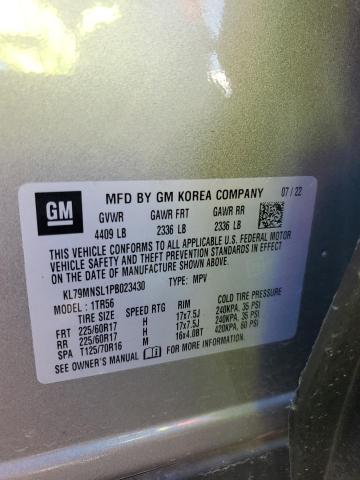 GM
MFD BY GM KOREA COMPANY 07/22
GVWR GAWR FRT GAWR RR
4409 LB 2336 LB 2336 LB
THIS VEHICLE CONFORMS TO ALL APPLICABLE U.S. FEDERAL MOTOR
VEHICLE SAFETY AND THEFT PREVENTION STANDARDS IN EFFECT
ON THE DATE OF MANUFACTURE SHOWN ABOVE.
KL79MNSL1PB023430 TYPE: MPV
MODEL: 1TR56
TIRE SIZE SPEED RTG RIM COLD TIRE PRESSURE
FRT 225/60R17 H 17x7.5J 240KPA, 35 PSI
RR 225/60R17 H 17x7.5J 240KPA, 35 PSI
SPA T125/70R16 M 16x4.0BT 420KPA, 60 PSI
SEE OWNER'S MANUAL FOR MORE INFORMATION.